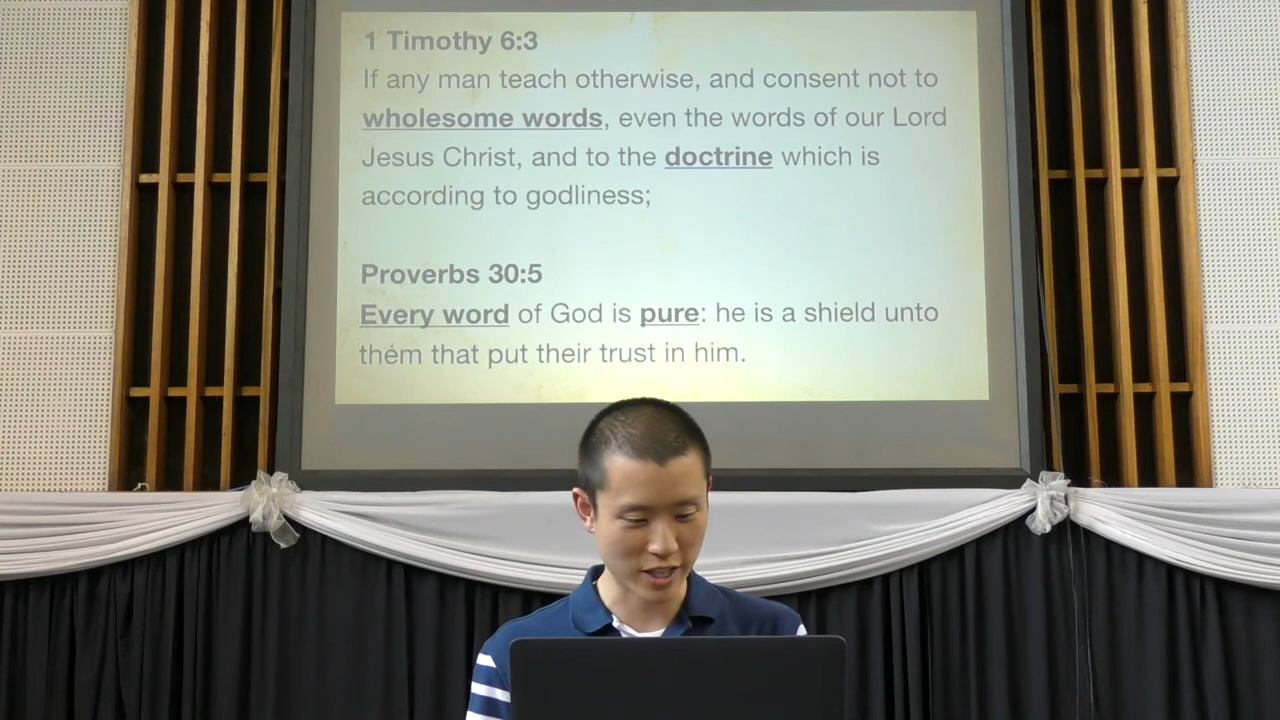 1 Timothy 6:3
If any man teach otherwise, and consent not to
wholesome words, even the words of our Lord
Jesus Christ, and to the doctrine which is
according to godliness;
Proverbs 30:5
Every word of God is pure: he is a shield unto
them that put their trust in him.